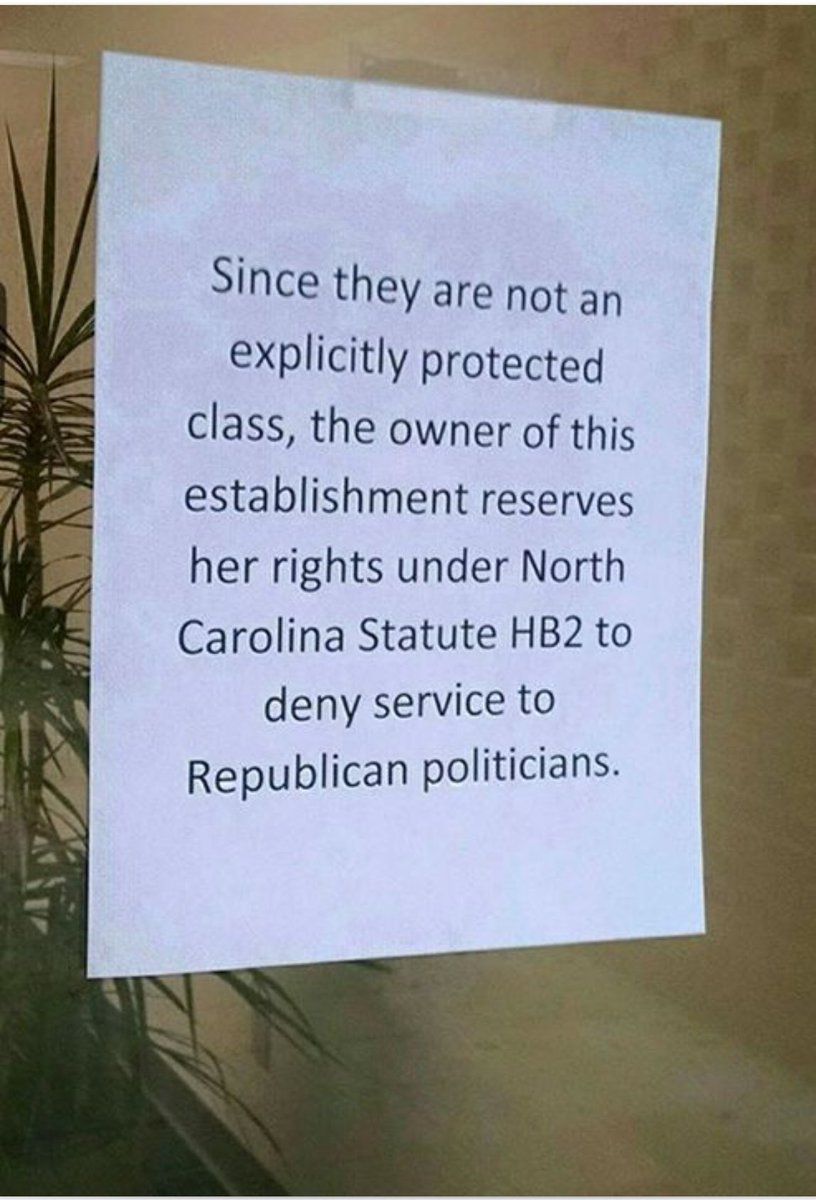 Since they are not an
explicitly protected
class, the owner of this
establishment reserves
her rights under North
Carolina Statute HB2 to
deny service to
Republican politicians.